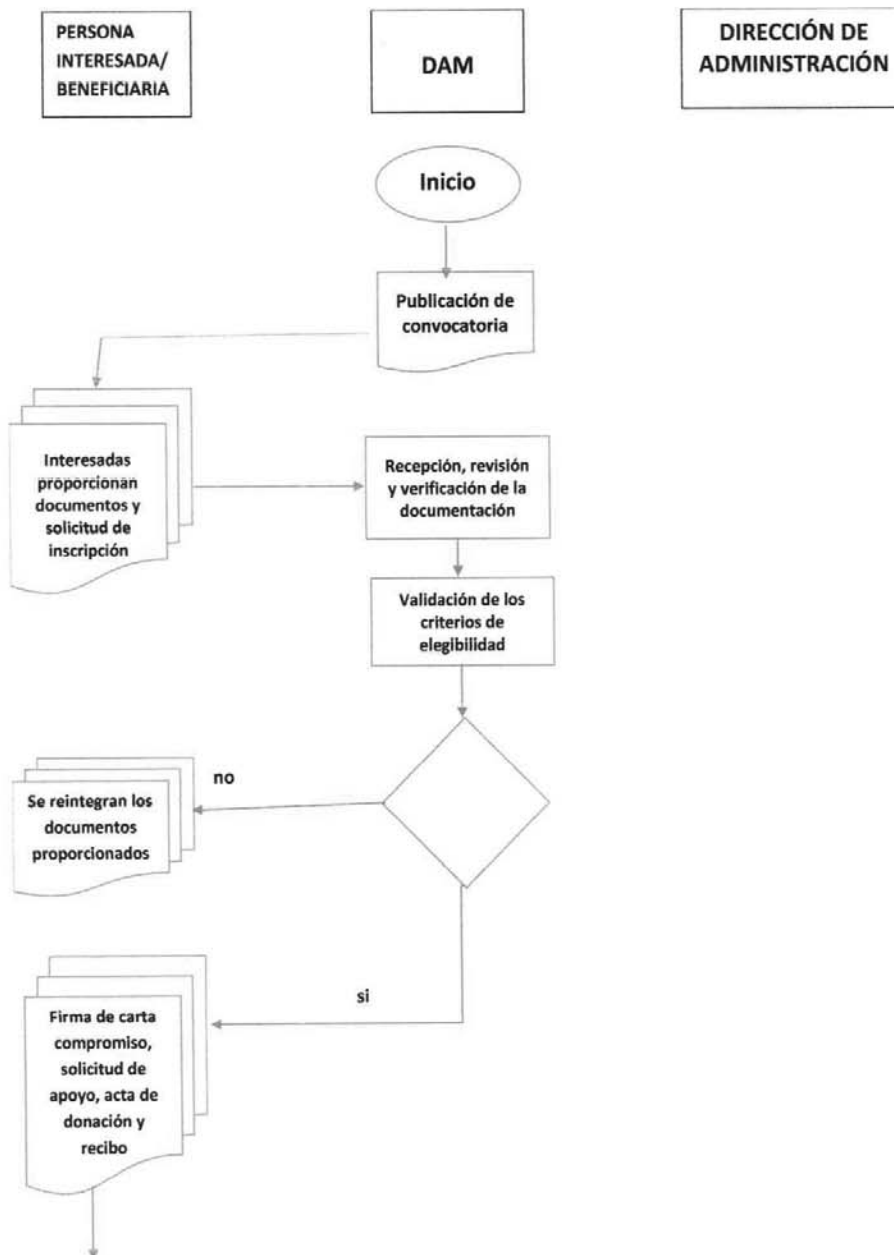 PERSONA
INTERESADA/
BENEFICIARIA
DAM
DIRECCIÓN DE
ADMINISTRACIÓN
Inicio
Publicación de
convocatoria
Interesadas
proporcionan
documentos y
solicitud de
inscripción
Recepción, revisión
y verificación de la
documentación
Validación de los
criterios de
elegibilidad
no
Se reintegran los
documentos
proporcionados
si
Firma de carta
compromiso,
solicitud de
apoyo, acta de
donación y
recibo